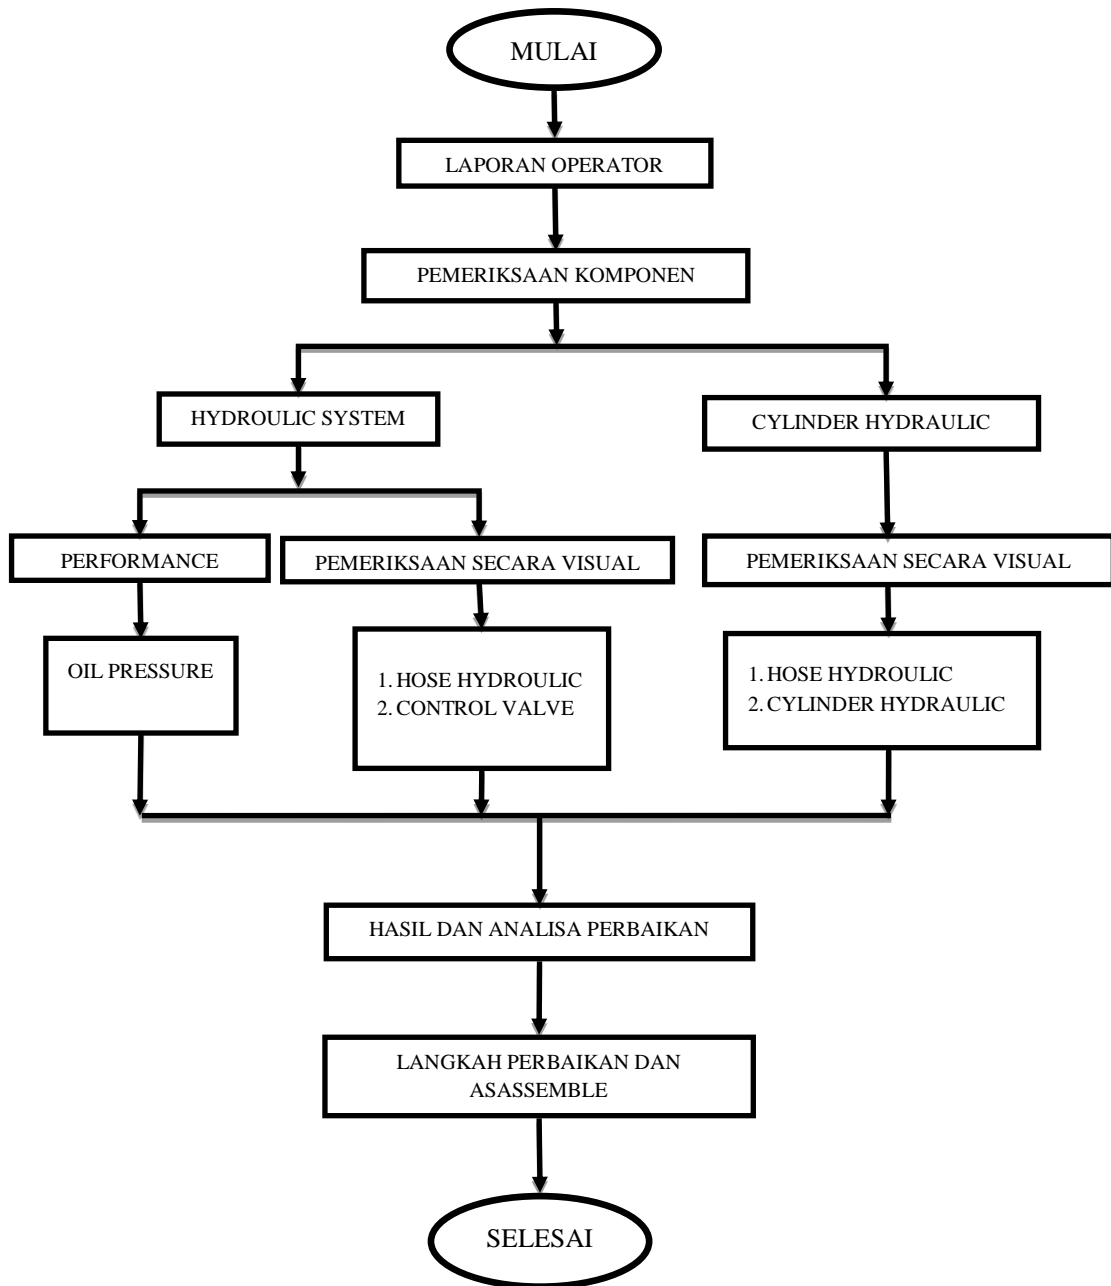 MULAI
LAPORAN OPERATOR
PEMERIKSAAN KOMPONEN
HYDROULIC SYSTEM
CYLINDER HYDRAULIC
PERFORMANCE
PEMERIKSAAN SECARA VISUAL
PEMERIKSAAN SECARA VISUAL
OIL PRESSURE
1. HOSE HYDROULIC
2. CONTROL VALVE
1. HOSE HYDROULIC
2. CYLINDER HYDRAULIC
HASIL DAN ANALISA PERBAIKAN
LANGKAH PERBAIKAN DAN
ASASSEMBLE
SELESAI